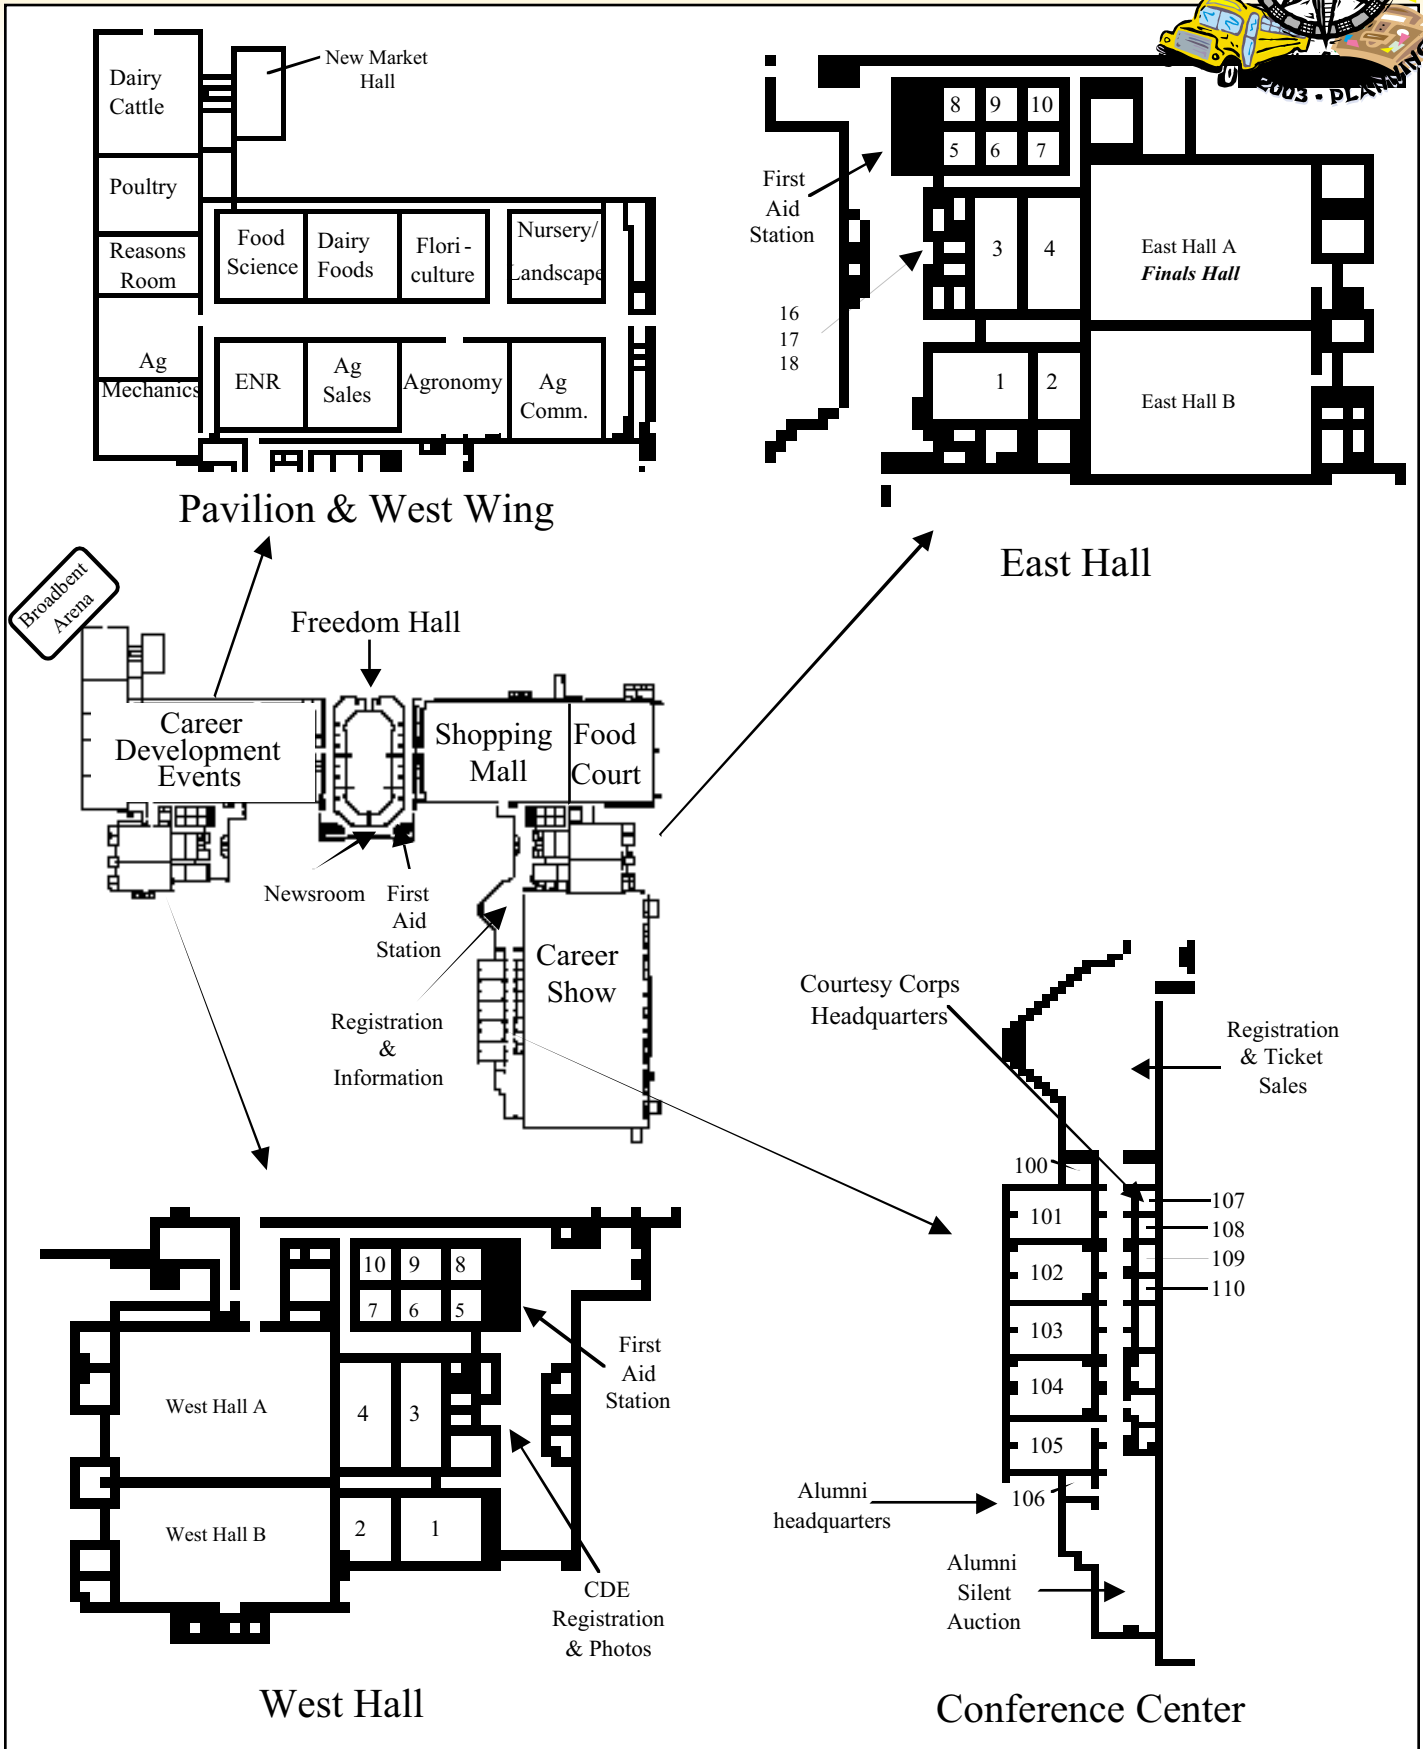 2003 - PLANNING
New Market
Hall
Dairy
Cattle
Poultry
Reasons
Room
Ag
Mechanics
Food
Science
Dairy
Foods
Flori -
culture
Nursery/
Landscape
ENR
Ag
Sales
Agronomy
Ag
Comm.
Pavilion & West Wing
8 9 10
5 6 7
First
Aid
Station
3 4
16
17
18
1 2
East Hall A
Finals Hall
East Hall B
East Hall
Broadbent
Arena
Freedom Hall
Career
Development
Events
Shopping
Mall
Food
Court
Newsroom
First
Aid
Station
Registration
&
Information
Career
Show
Courtesy Corps
Headquarters
Registration
& Ticket
Sales
100
101
102
103
104
105
106
107
108
109
110
Alumni
headquarters
Alumni
Silent
Auction
Conference Center
10 9 8
7 6 5
First
Aid
Station
West Hall A
4 3
West Hall B
2 1
CDE
Registration
& Photos
West Hall